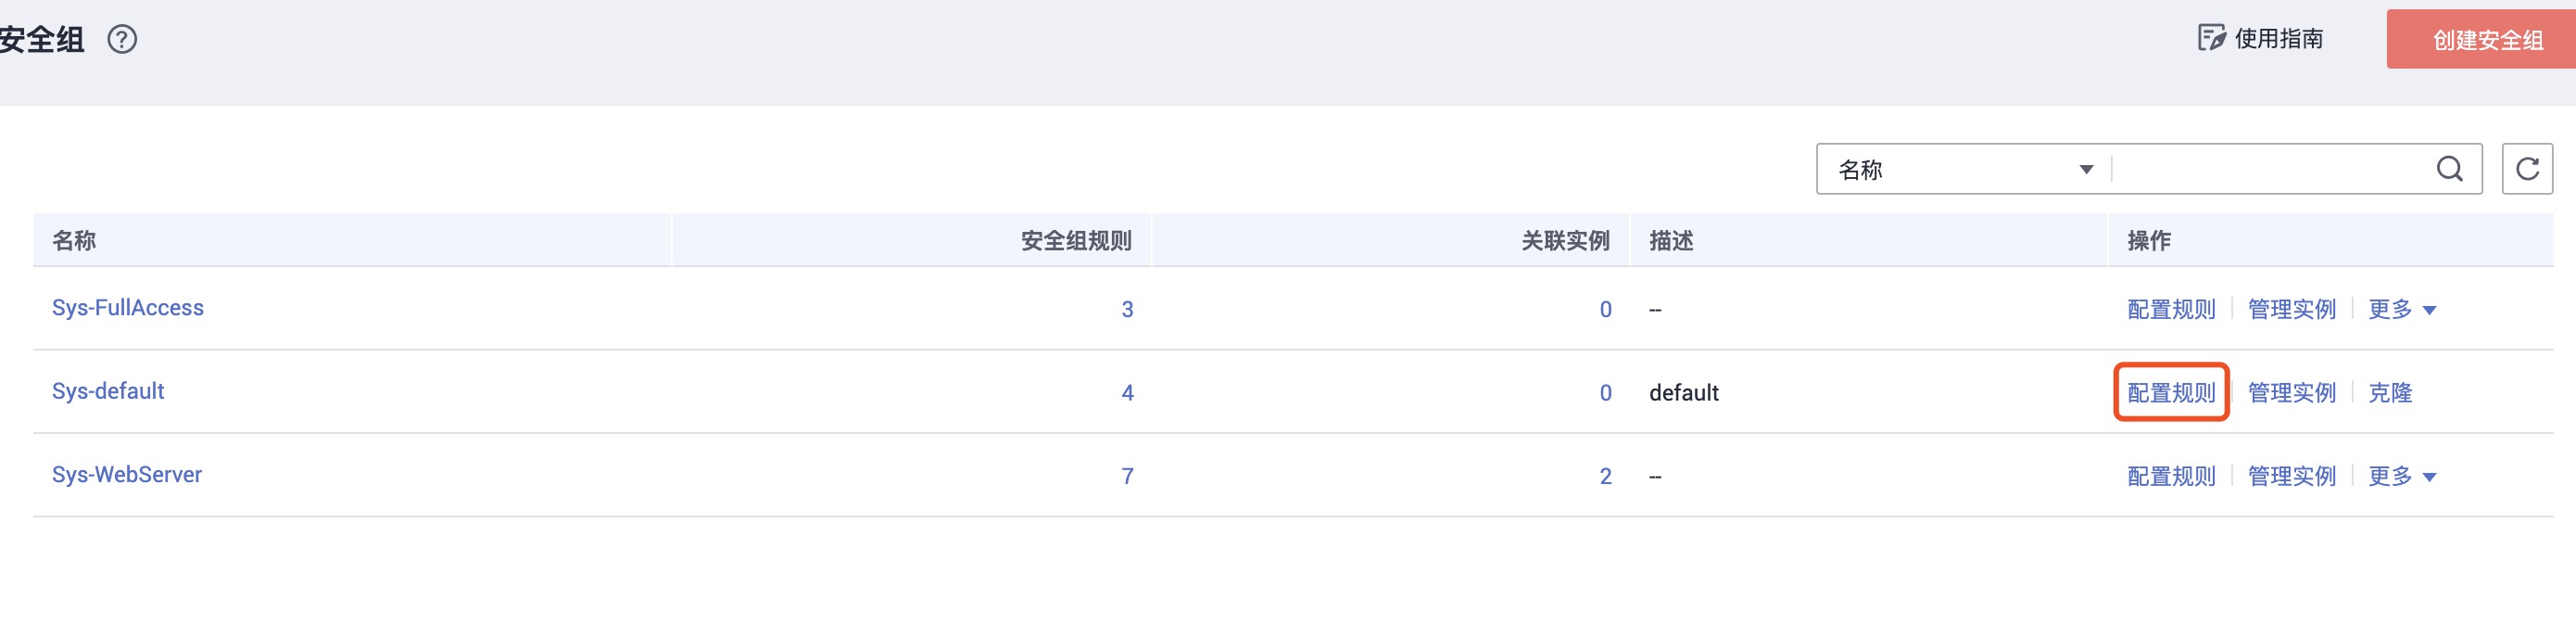 安全组
使用指南
创建安全组
名称
名称 安全组规则 关联实例 描述 操作
Sys-FullAccess 3 0 -- 配置规则 管理实例 更多
Sys-default 4 0 default 配置规则 管理实例 克隆
Sys-WebServer 7 2 -- 配置规则 管理实例 更多